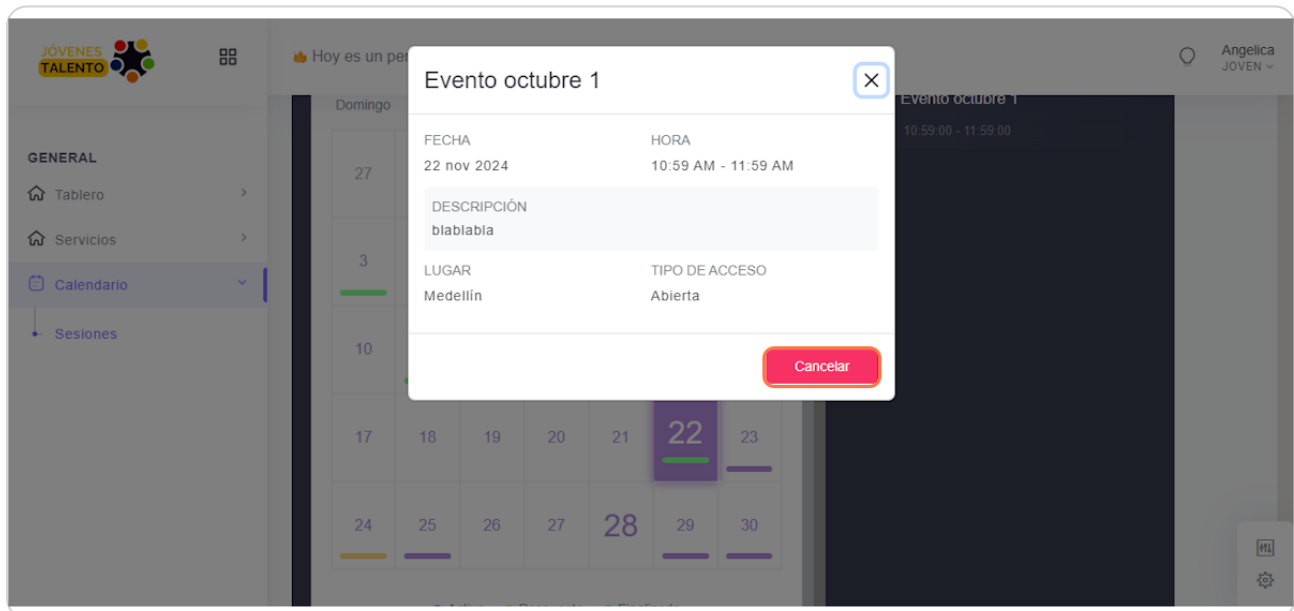 JÓVENES
TALENTO
Hoy es un per
Angelica
JOVEN
GENERAL
Tablero
Servicios
Calendario
Sesiones
Evento octubre 1
FECHA
HORA
22 nov 2024
10:59 AM - 11:59 AM
DESCRIPCIÓN
blablabla
LUGAR
TIPO DE ACCESO
Medellín
Abierta
Cancelar
Domingo
27
3
10
17 18 19 20 21 22 23
24 25 26 27 28 29 30
Evento octubre 1
10:59:00 - 11:59:00